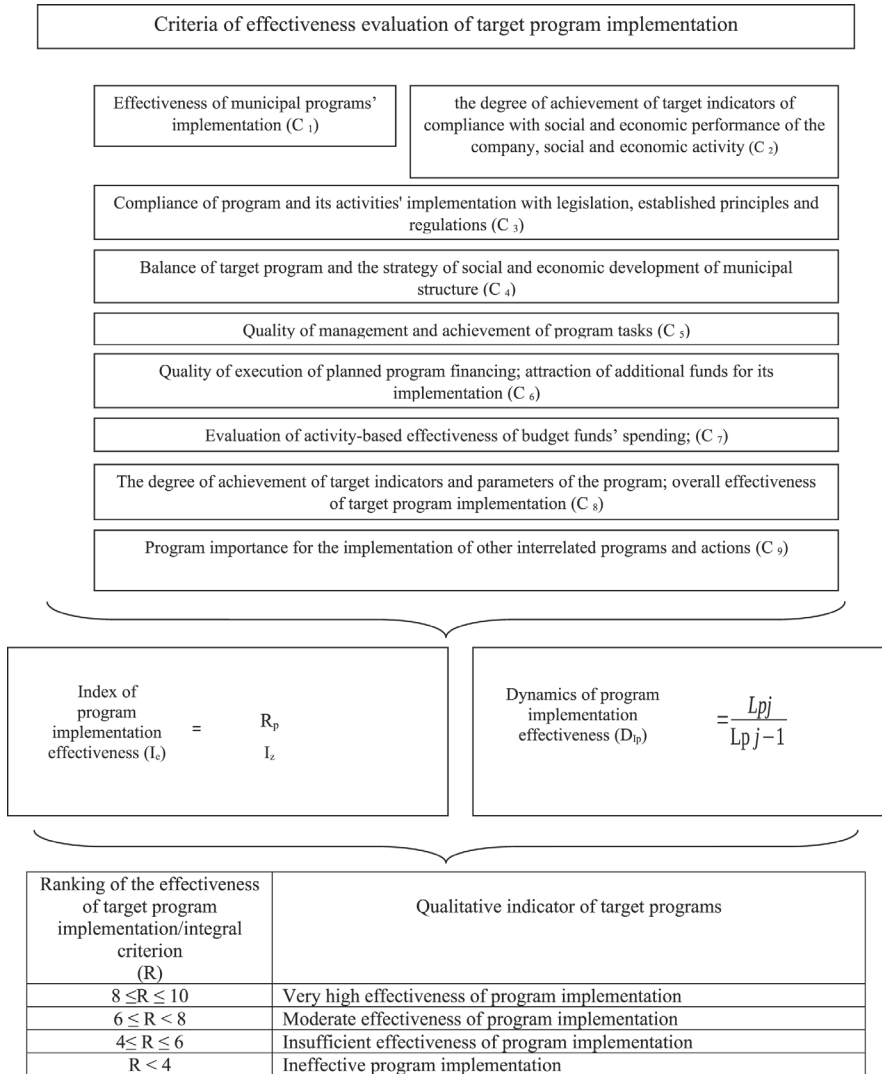 Criteria of effectiveness evaluation of target program implementation
Effectiveness of municipal programs’
implementation (C 1)
the degree of achievement of target indicators of
compliance with social and economic performance of the
company, social and economic activity (C 2)
Compliance of program and its activities' implementation with legislation, established principles and
regulations (C 3)
Balance of target program and the strategy of social and economic development of municipal
structure (C 4)
Quality of management and achievement of program tasks (C 5)
Quality of execution of planned program financing; attraction of additional funds for its
implementation (C 6)
Evaluation of activity-based effectiveness of budget funds’ spending; (C 7)
The degree of achievement of target indicators and parameters of the program; overall effectiveness
of target program implementation (C 8)
Program importance for the implementation of other interrelated programs and actions (C 9)
Index of
program
implementation
effectiveness (Ie)
=
Rp
Iz
Dynamics of program
implementation
effectiveness (DIp)
=
Lpj
Lp j−1
Ranking of the effectiveness
of target program
implementation/integral
criterion
(R)
Qualitative indicator of target programs
8 ≤R ≤ 10
Very high effectiveness of program implementation
6 ≤ R < 8
Moderate effectiveness of program implementation
4≤ R ≤ 6
Insufficient effectiveness of program implementation
R < 4
Ineffective program implementation